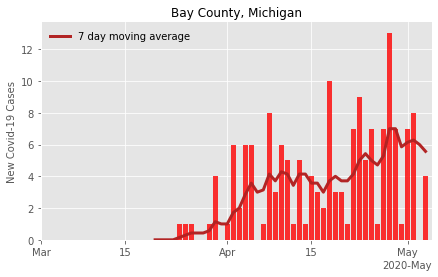 Bay County, Michigan
7 day moving average
New Covid-19 Cases
12
10
8
6
4
2
0
Mar
15
Apr
15
May
2020-May